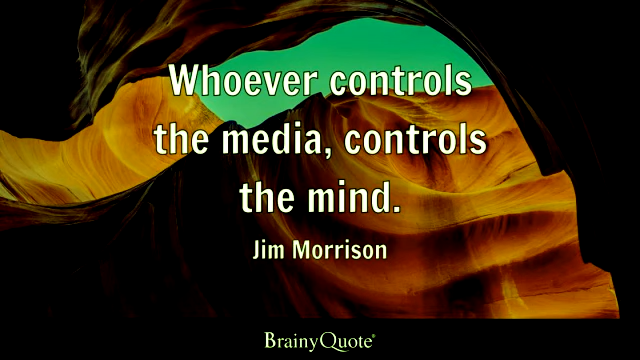 Whoever controls
the media, controls
the mind.
Jim Morrison
BrainyQuote®